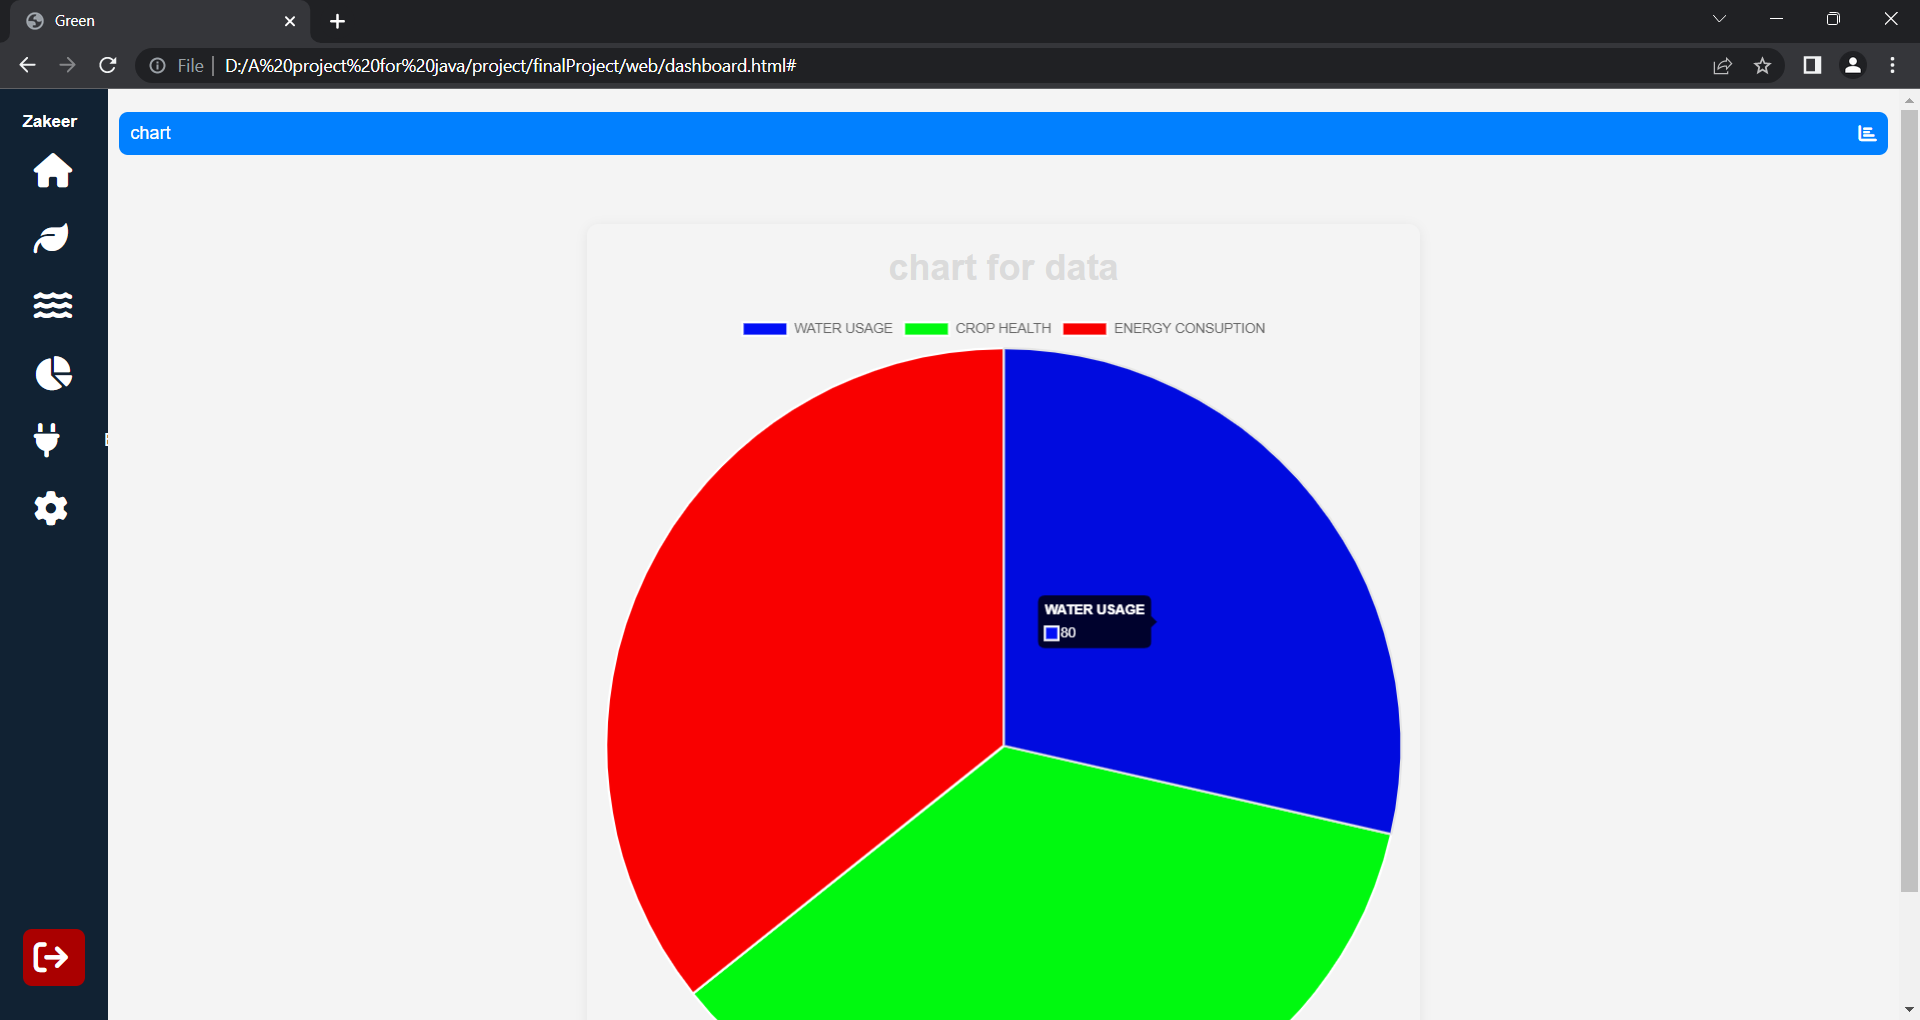 Green
File D:/A%20project%20for%20java/project/finalProject/web/dashboard.html#
Zakeer
chart
chart for data
WATER USAGE CROP HEALTH ENERGY CONSUPTION
WATER USAGE
80